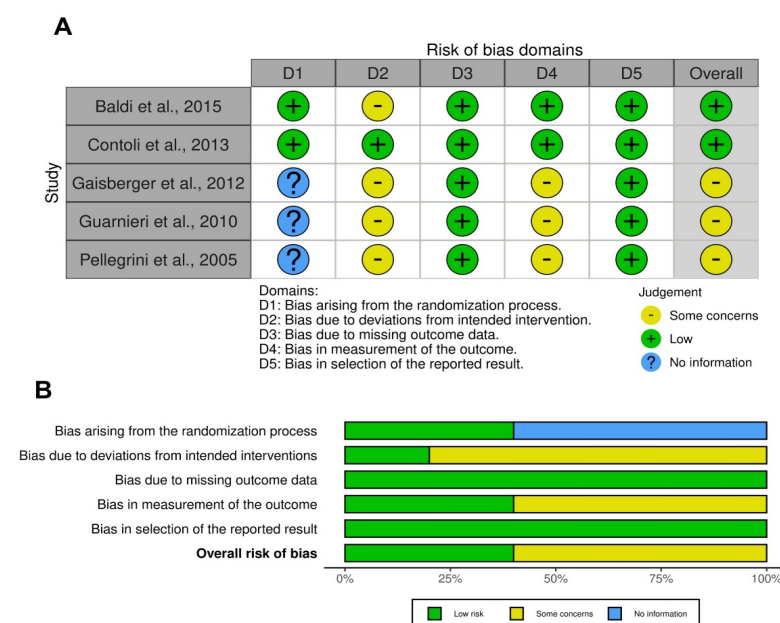 A
Risk of bias domains
D1 D2 D3 D4 D5 Overall
Study
Baldi et al., 2015 + - + + + +
Contoli et al., 2013 + + + + + +
Gaisberger et al., 2012 ? - + - + -
Guarnieri et al., 2010 ? - + - + -
Pellegrini et al., 2005 ? - + - + -
Domains:
D1: Bias arising from the randomization process.
D2: Bias due to deviations from intended intervention.
D3: Bias due to missing outcome data.
D4: Bias in measurement of the outcome.
D5: Bias in selection of the reported result.
Judgement
- Some concerns
+ Low
? No information
B
Bias arising from the randomization process
Bias due to deviations from intended interventions
Bias due to missing outcome data
Bias in measurement of the outcome
Bias in selection of the reported result
Overall risk of bias
0% 25% 50% 75% 100%
Low risk Some concerns No information